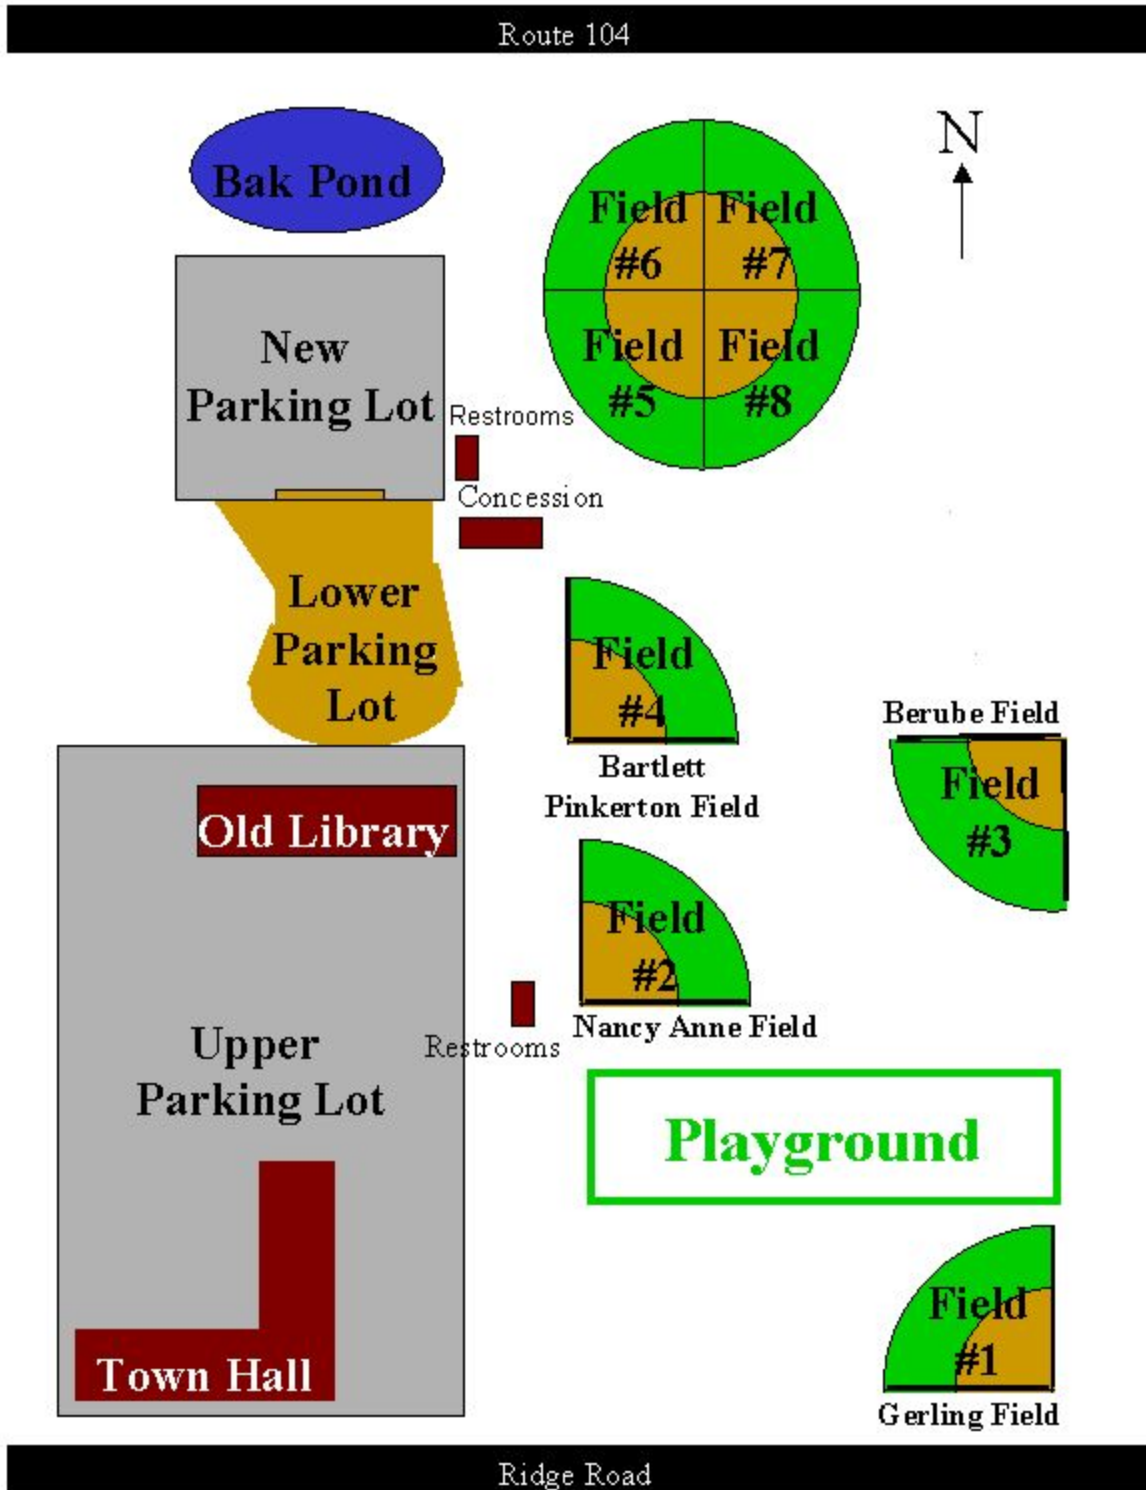 Route 104
N
Bak Pond
Field Field
#6 #7
Field Field
#5 #8
New
Parking Lot
Restrooms
Concession
Lower
Parking
Lot
Field
#4
Bartlett
Pinkerton Field
Berube Field
Field
#3
Old Library
Field
#2
Nancy Anne Field
Restrooms
Upper
Parking Lot
Playground
Field
#1
Gerling Field
Town Hall
Ridge Road